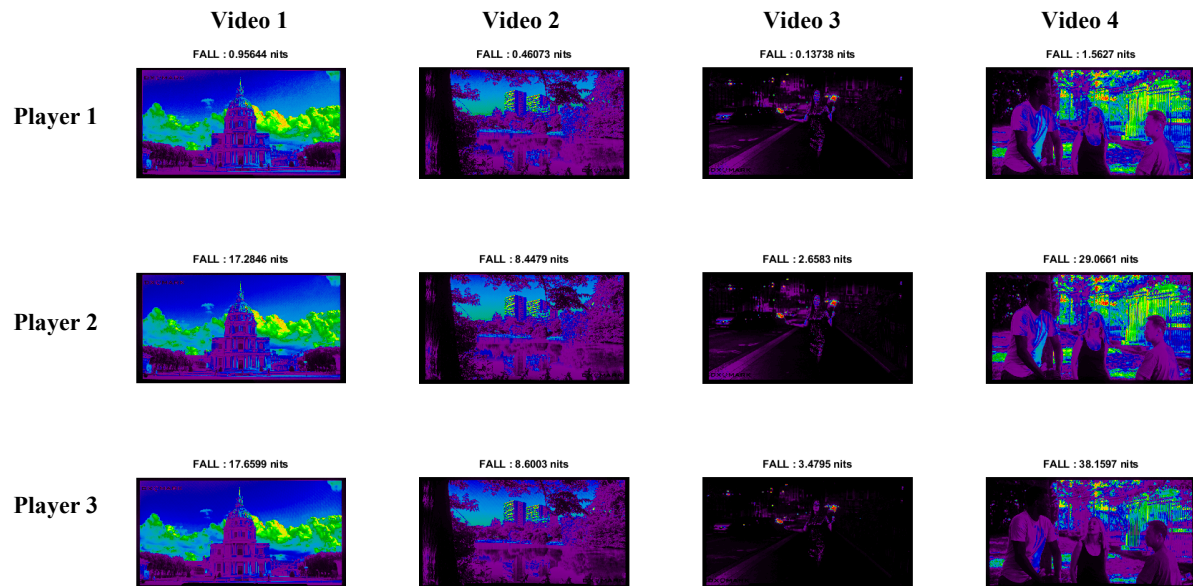 Video 1 Video 2 Video 3 Video 4
FALL : 0.95644 nits FALL : 0.46073 nits FALL : 0.13738 nits FALL : 1.5627 nits
Player 1
FALL : 17.2846 nits FALL : 8.4479 nits FALL : 2.6583 nits FALL : 29.0661 nits
Player 2
FALL : 17.6599 nits FALL : 8.6003 nits FALL : 3.4795 nits FALL : 38.1597 nits
Player 3